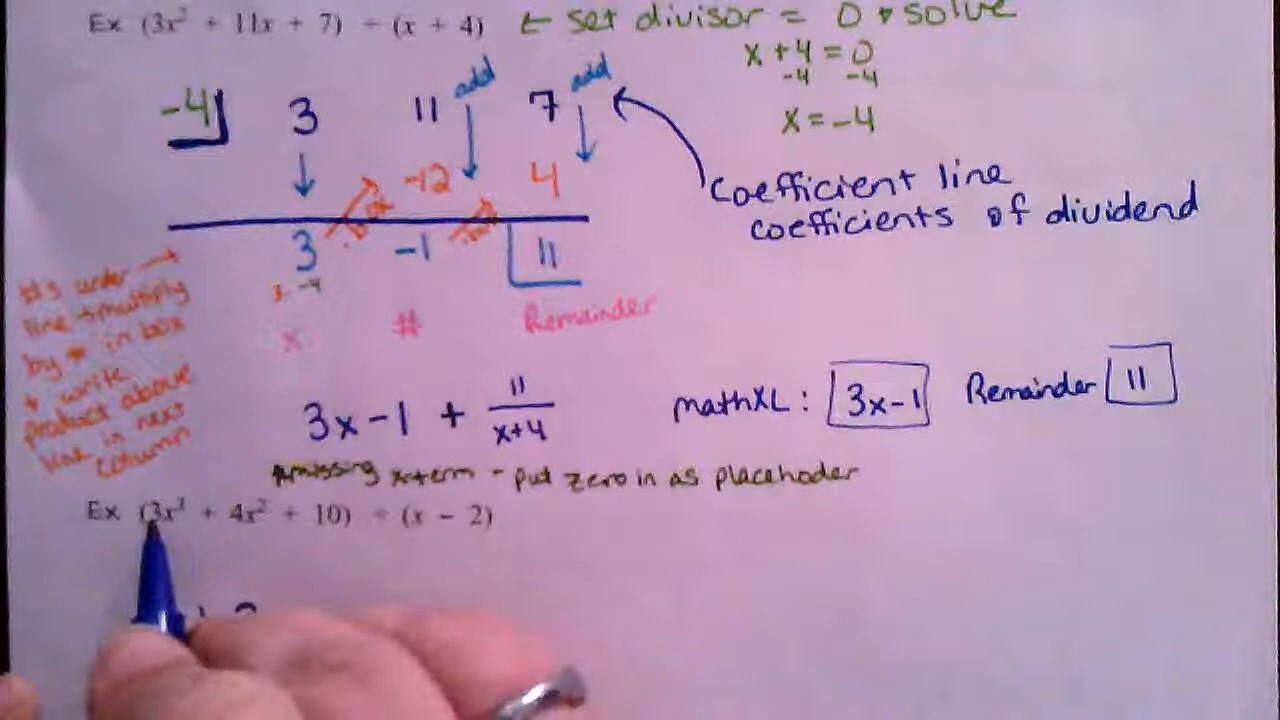 Ex (3x² + 11x + 7) ÷ (x + 4) ← set divisor = 0 & solve
x + 4 = 0
-4 -4
x = -4
-4 3 11 add 7 add
-12 4
3 -1 11
x # Remainder
Coefficient line
coefficients of dividend
#s under
line → multiply
by # in box
+ write
product above
line in next
column
3x - 1 + 11/(x+4)
mathXL : 3x-1 Remainder 11
*missing x term - put zero in as placehoder
Ex (3x³ + 4x² + 10) ÷ (x - 2)